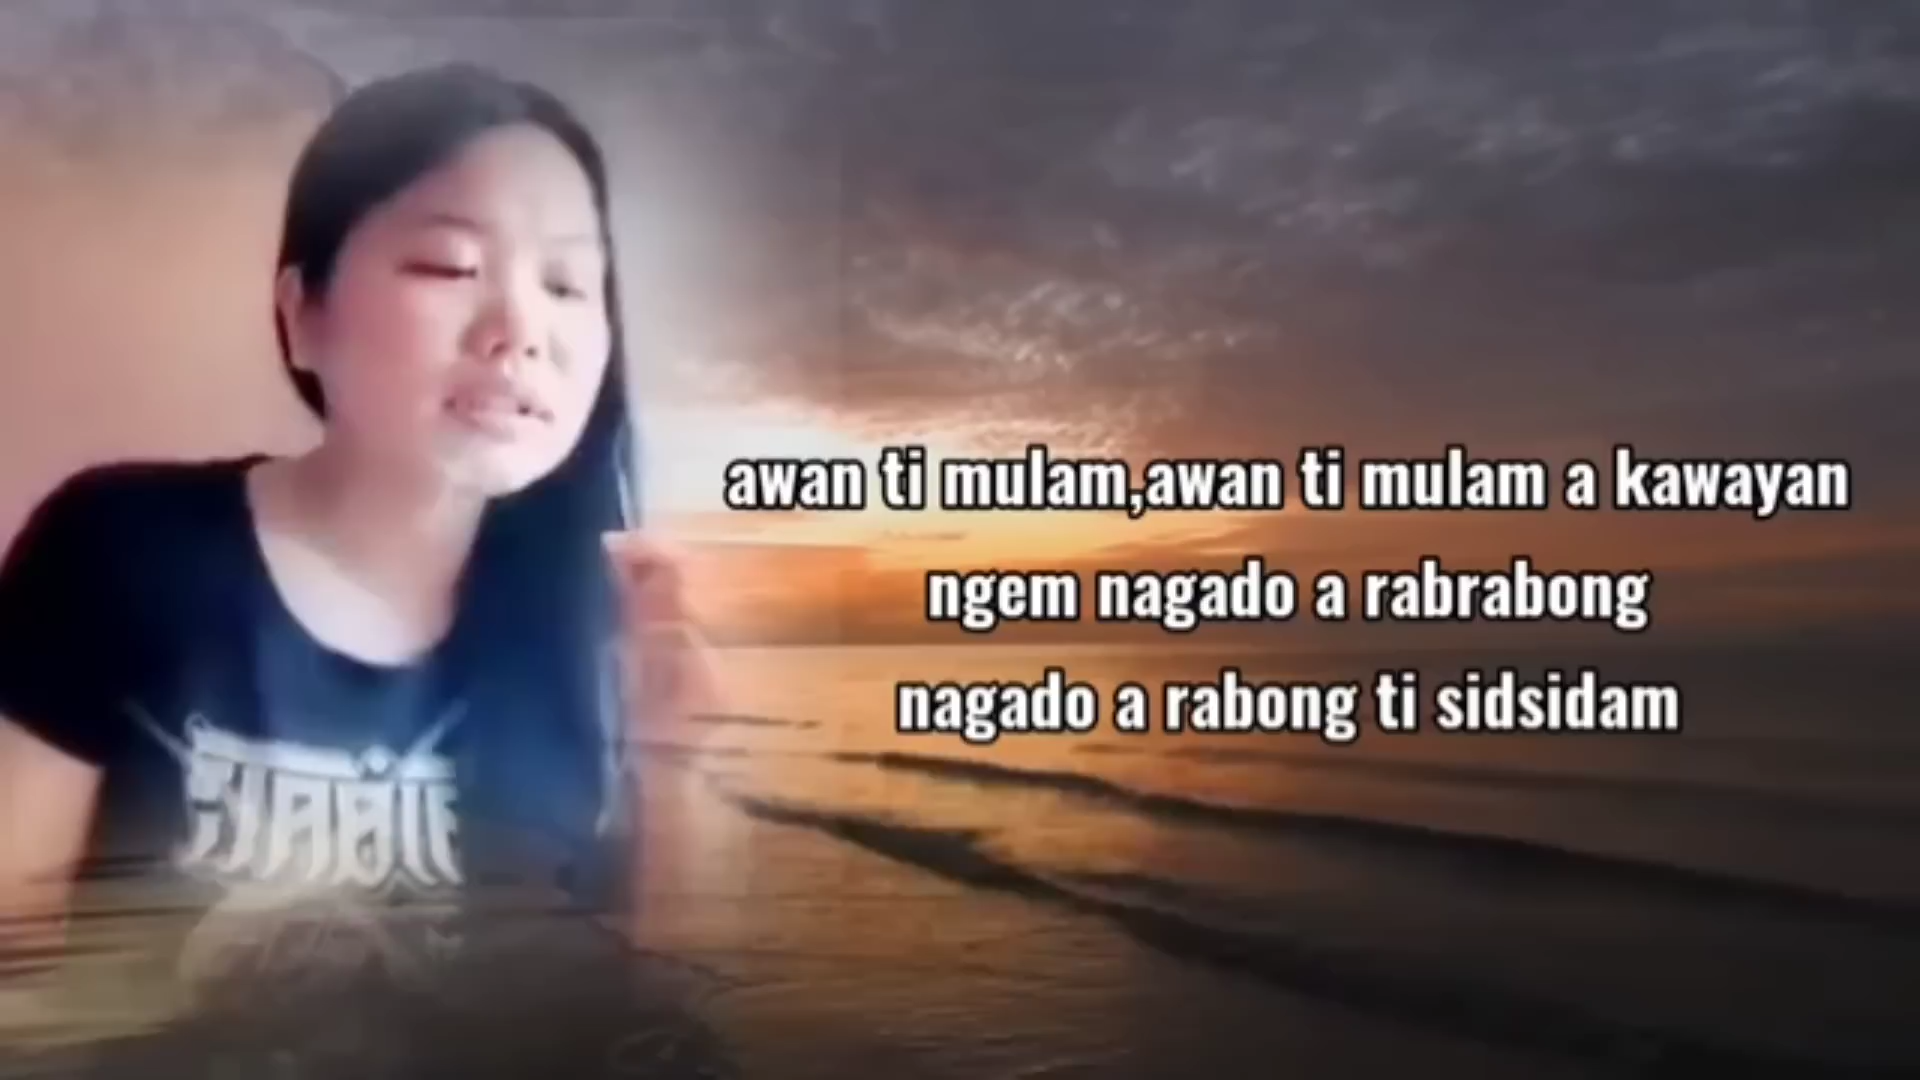 awan ti mulam,awan ti mulam a kawayan
ngem nagado a rabrabong
nagado a rabong ti sidsidam